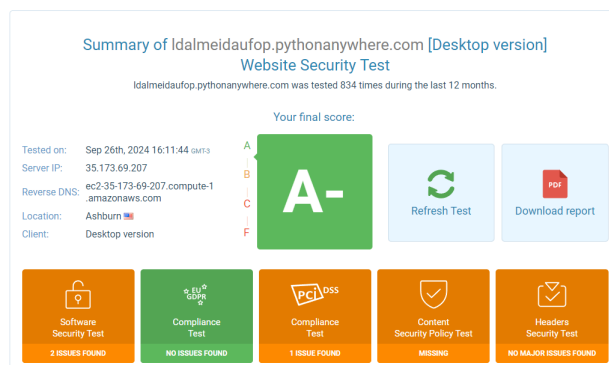 Summary of ldalmeidaufop.pythonanywhere.com [Desktop version]
Website Security Test
ldalmeidaufop.pythonanywhere.com was tested 834 times during the last 12 months.
Your final score:
Tested on: Sep 26th, 2024 16:11:44 GMT-3
Server IP: 35.173.69.207
Reverse DNS: ec2-35-173-69-207.compute-1
.amazonaws.com
Location: Ashburn
Client: Desktop version
A
B
C
F
A-
Refresh Test
PDF
Download report
Software
Security Test
2 ISSUES FOUND
EU
GDPR
Compliance
Test
NO ISSUES FOUND
PCI DSS
Compliance
Test
1 ISSUE FOUND
Content
Security Policy Test
MISSING
Headers
Security Test
NO MAJOR ISSUES FOUND